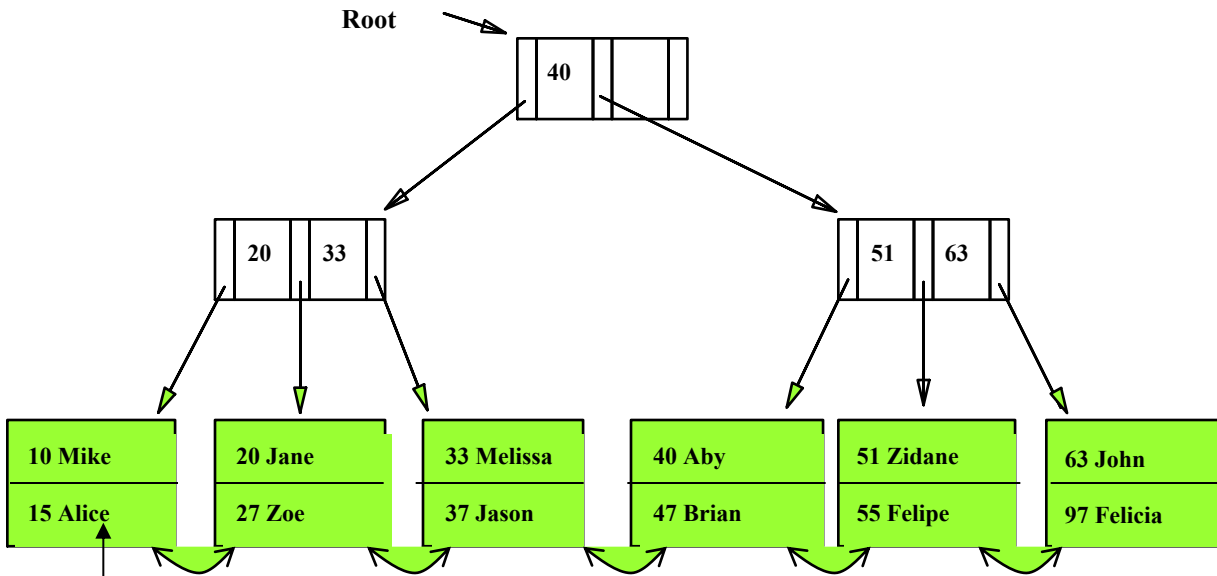 Root
40
20 33
51 63
10 Mike
15 Alice
20 Jane
27 Zoe
33 Melissa
37 Jason
40 Aby
47 Brian
51 Zidane
55 Felipe
63 John
97 Felicia